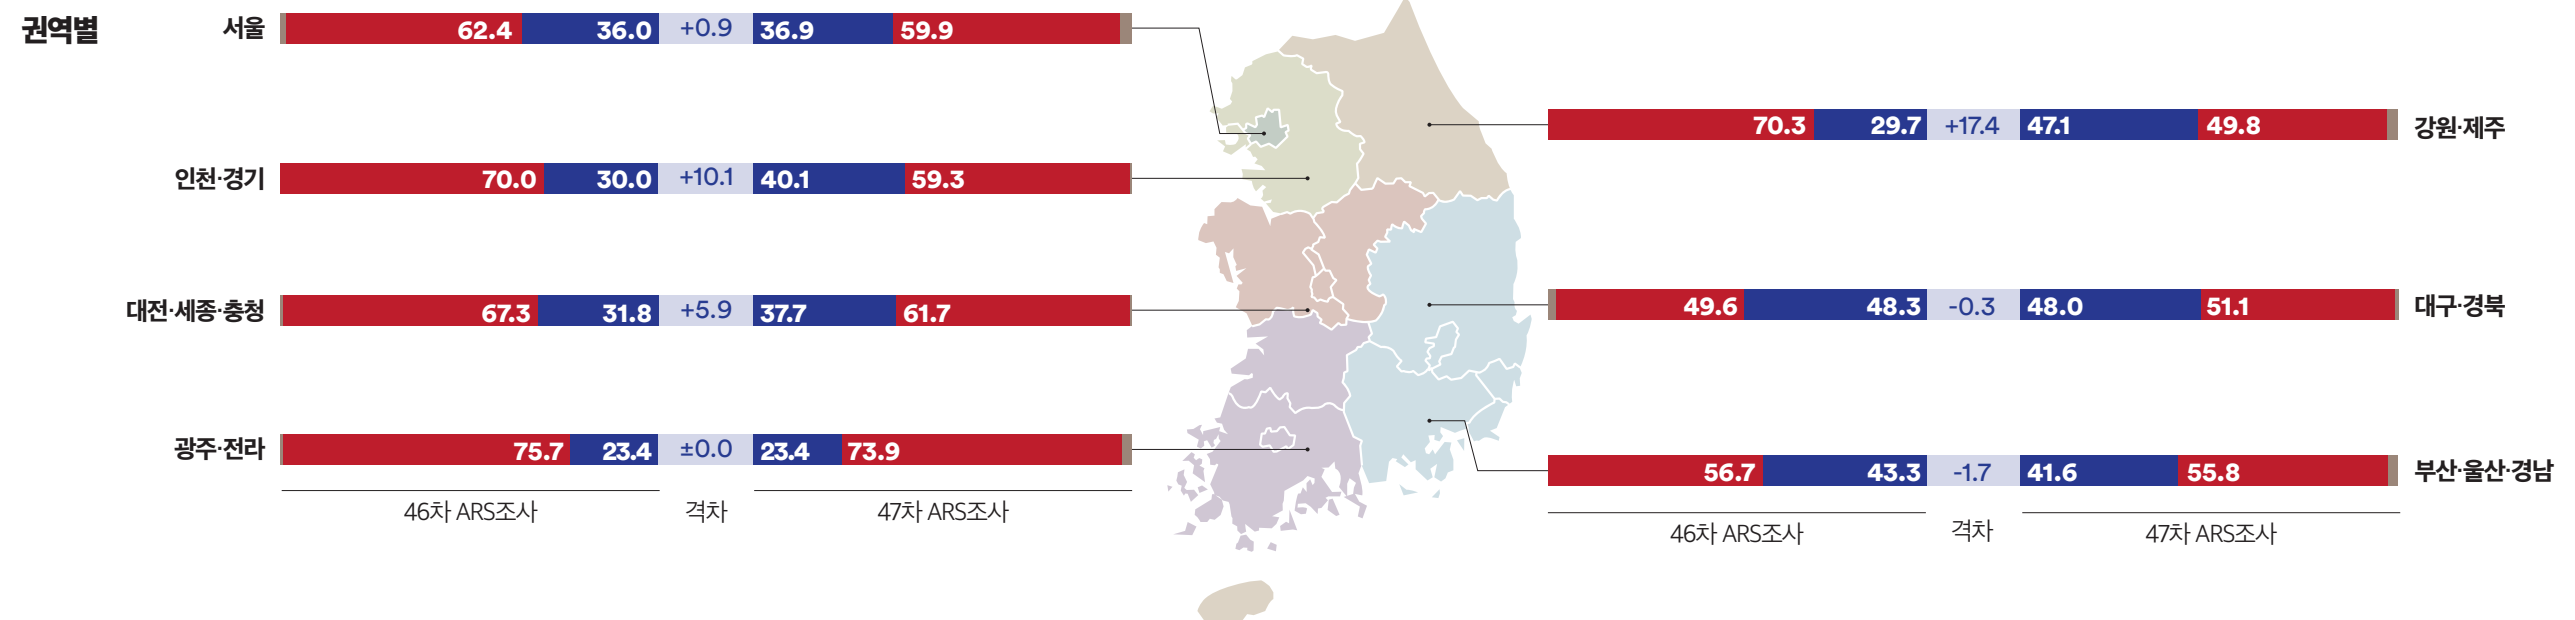 권역별
서울 62.4 36.0 +0.9 36.9 59.9
인천·경기 70.0 30.0 +10.1 40.1 59.3
대전·세종·충청 67.3 31.8 +5.9 37.7 61.7
광주·전라 75.7 23.4 ±0.0 23.4 73.9
46차 ARS조사 격차 47차 ARS조사
70.3 29.7 +17.4 47.1 49.8 강원·제주
49.6 48.3 -0.3 48.0 51.1 대구·경북
56.7 43.3 -1.7 41.6 55.8 부산·울산·경남
46차 ARS조사 격차 47차 ARS조사